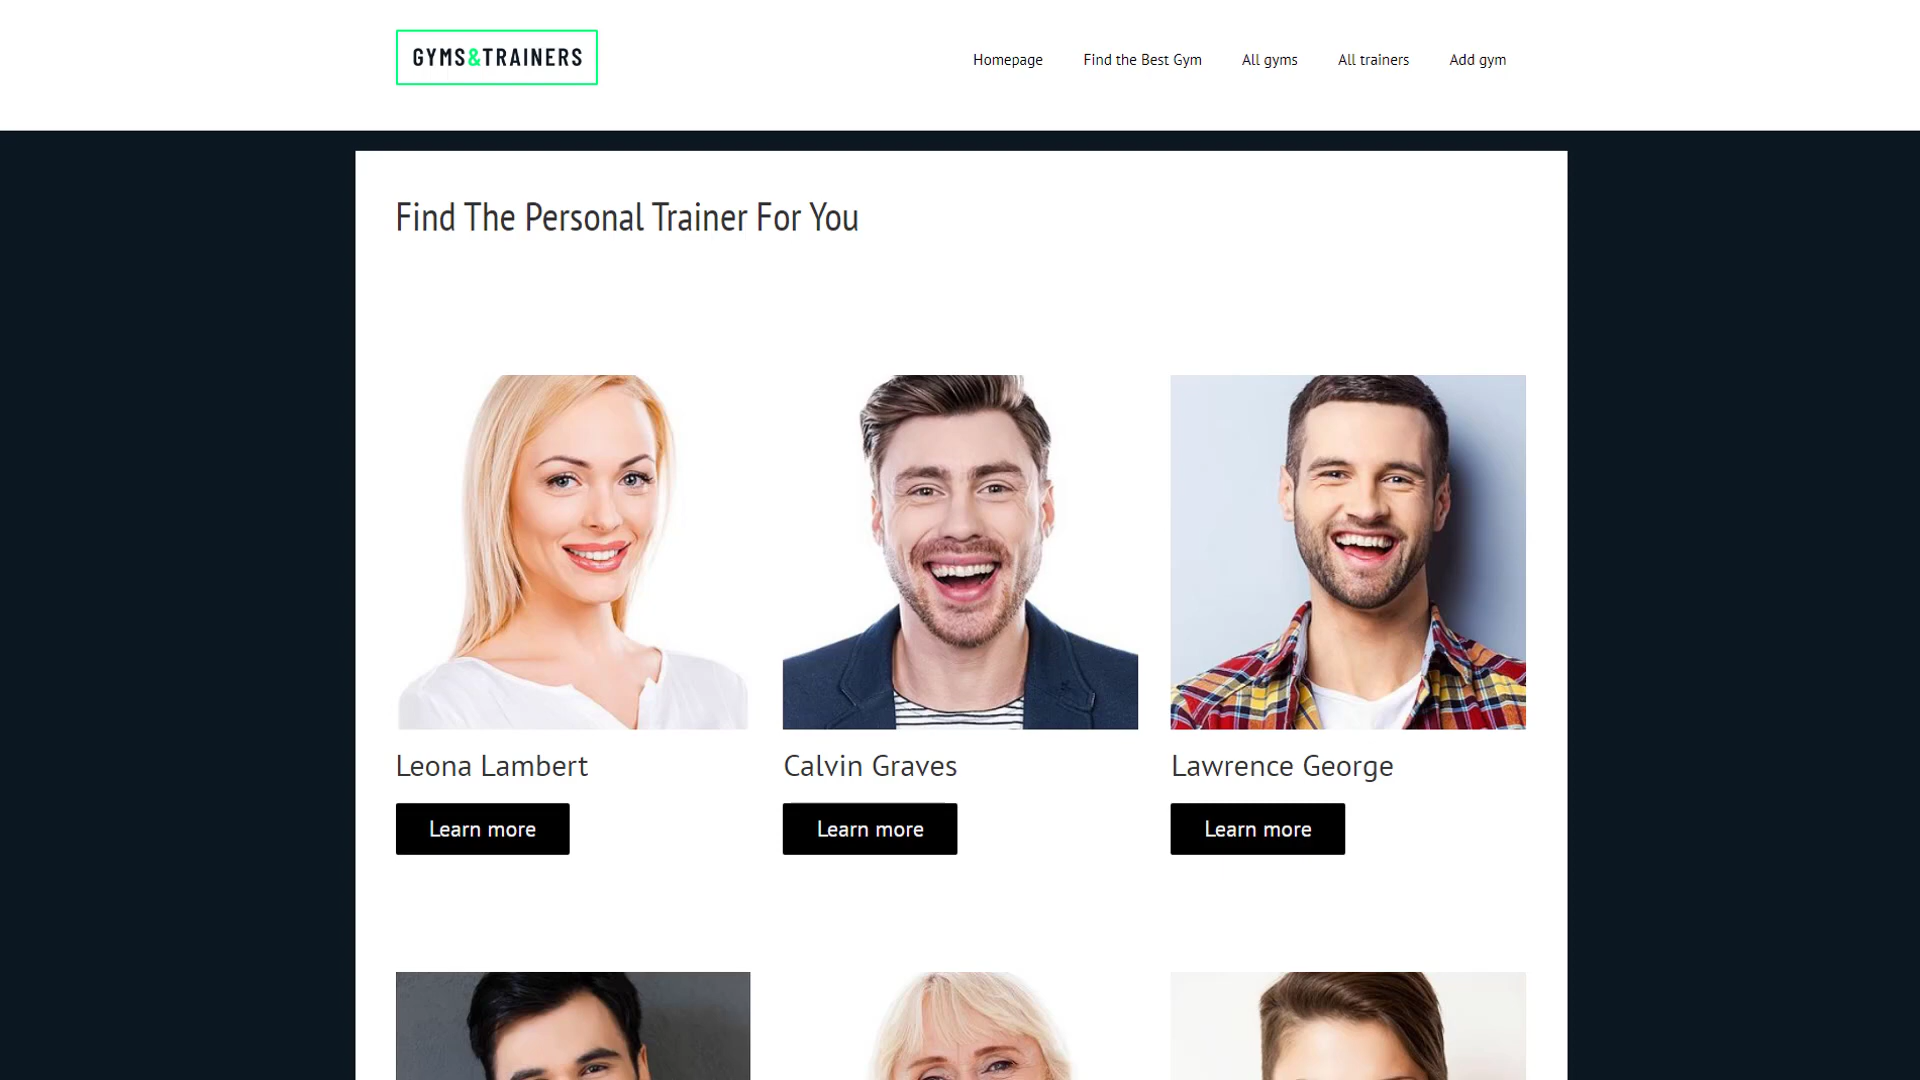 GYMS&TRAINERS
Homepage Find the Best Gym All gyms All trainers Add gym
Find The Personal Trainer For You
Leona Lambert Calvin Graves Lawrence George
Learn more Learn more Learn more